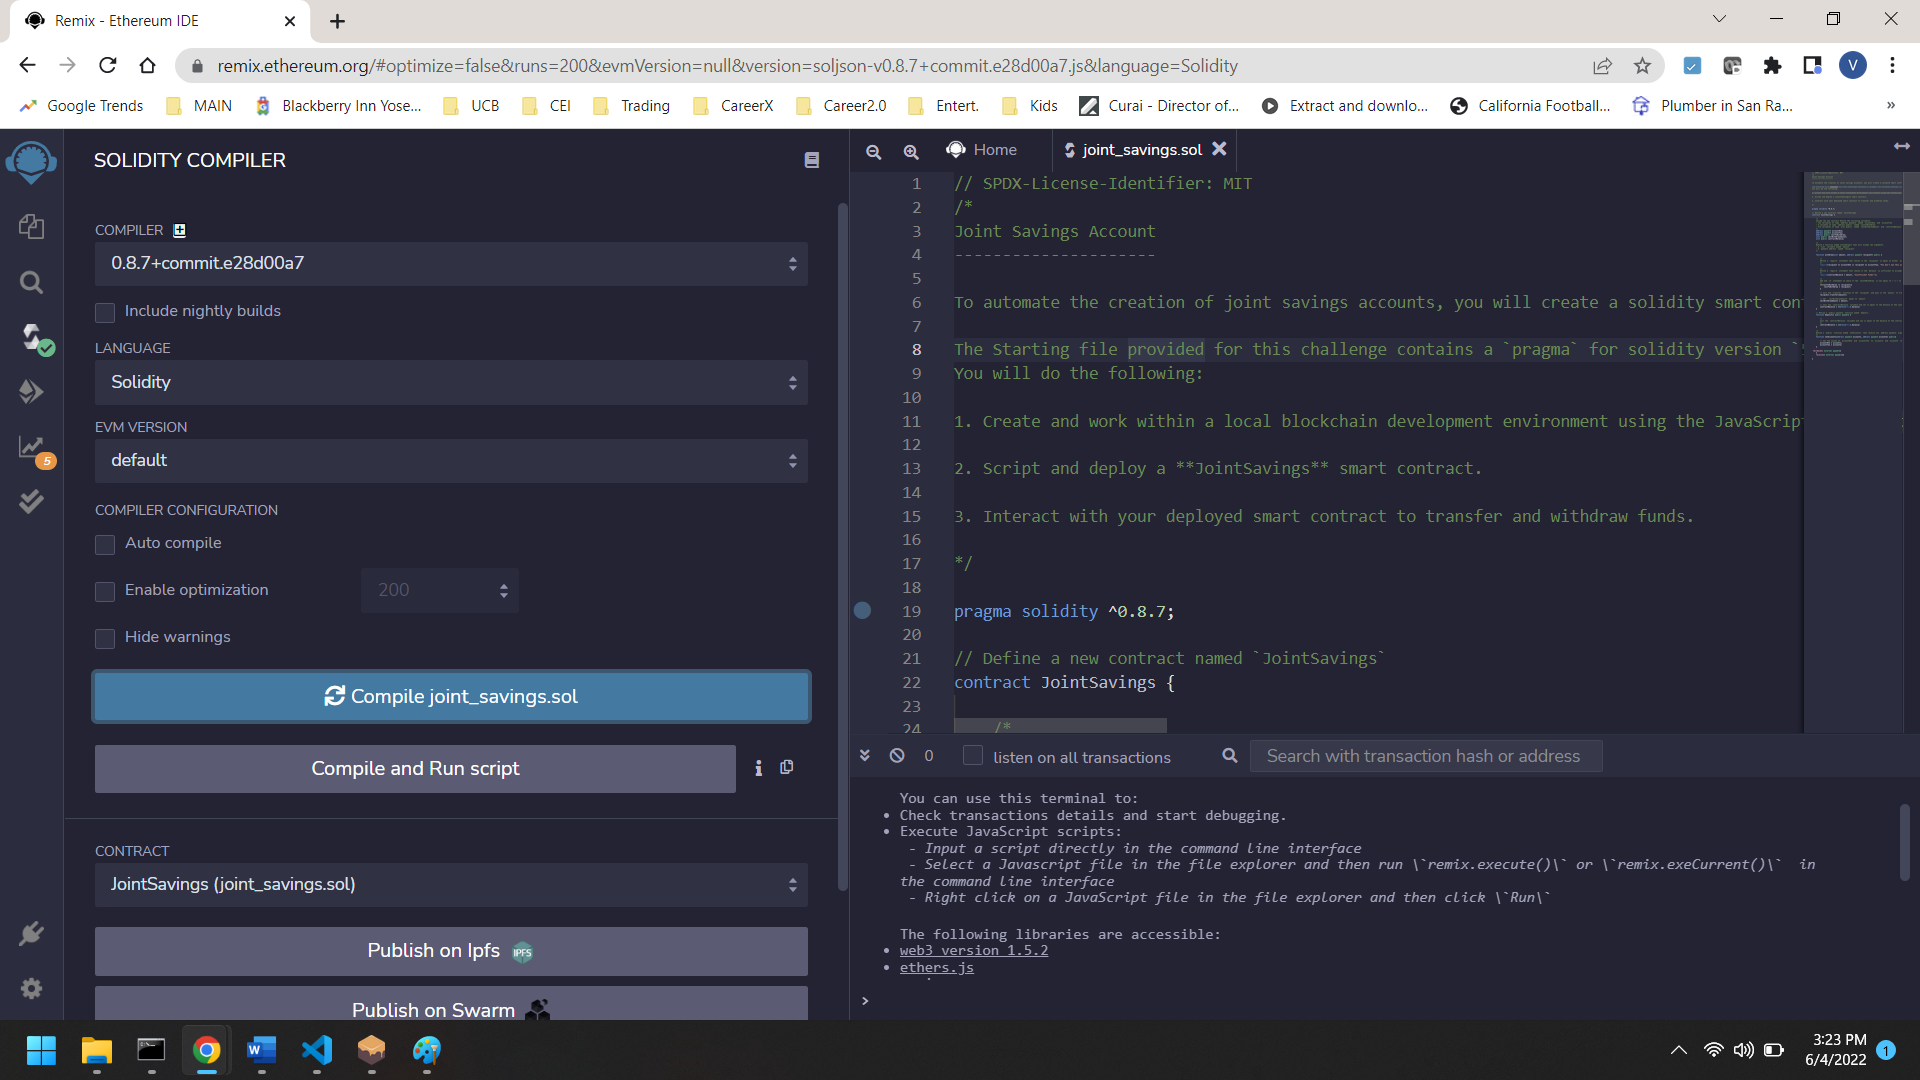 Remix - Ethereum IDE
remix.ethereum.org/#optimize=false&runs=200&evmVersion=null&version=soljson-v0.8.7+commit.e28d00a7.js&language=Solidity
V
Google Trends
MAIN
Blackberry Inn Yose...
UCB
CEI
Trading
CareerX
Career2.0
Entert.
Kids
Curai - Director of...
Extract and downlo...
California Football...
Plumber in San Ra...
»
SOLIDITY COMPILER
COMPILER
0.8.7+commit.e28d00a7
Include nightly builds
LANGUAGE
Solidity
EVM VERSION
default
COMPILER CONFIGURATION
Auto compile
Enable optimization
200
Hide warnings
Compile joint_savings.sol
Compile and Run script
CONTRACT
JointSavings (joint_savings.sol)
Publish on Ipfs
IPFS
Publish on Swarm
5
Home
joint_savings.sol
1 // SPDX-License-Identifier: MIT
2 /*
3 Joint Savings Account
4 ---------------------
5
6 To automate the creation of joint savings accounts, you will create a solidity smart con
7
8 The Starting file provided for this challenge contains a `pragma` for solidity version `
9 You will do the following:
10
11 1. Create and work within a local blockchain development environment using the JavaScrip
12
13 2. Script and deploy a **JointSavings** smart contract.
14
15 3. Interact with your deployed smart contract to transfer and withdraw funds.
16
17 */
18
19 pragma solidity ^0.8.7;
20
21 // Define a new contract named `JointSavings`
22 contract JointSavings {
23
24 /*
0
listen on all transactions
Search with transaction hash or address
You can use this terminal to:
• Check transactions details and start debugging.
• Execute JavaScript scripts:
- Input a script directly in the command line interface
- Select a Javascript file in the file explorer and then run \`remix.execute()\` or \`remix.exeCurrent()\` in
the command line interface
- Right click on a JavaScript file in the file explorer and then click \`Run\`
The following libraries are accessible:
• web3 version 1.5.2
• ethers.js
>
3:23 PM
6/4/2022
1